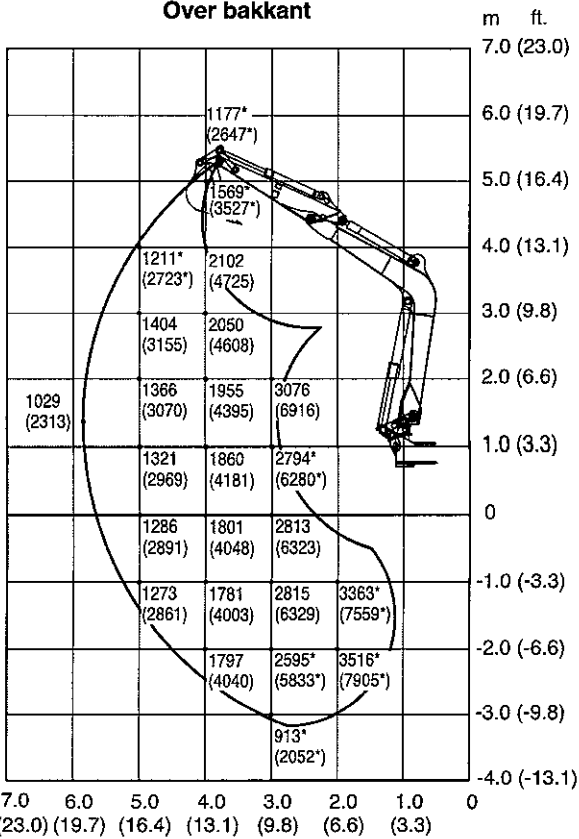 Over bakkant
m ft.
7.0 (23.0)
6.0 (19.7)
1177*
(2647*)
5.0 (16.4)
1569*
(3527*)
4.0 (13.1)
1211* 2102
(2723*) (4725)
3.0 (9.8)
1404 2050
(3155) (4608)
2.0 (6.6)
1366 1955 3076
(3070) (4395) (6916)
1029
(2313)
1.0 (3.3)
1321 1860 2794*
(2969) (4181) (6280*)
0
1286 1801 2813
(2891) (4048) (6323)
-1.0 (-3.3)
1273 1781 2815 3363*
(2861) (4003) (6329) (7559*)
-2.0 (-6.6)
1797 2595* 3516*
(4040) (5833*) (7905*)
-3.0 (-9.8)
913*
(2052*)
-4.0 (-13.1)
7.0 6.0 5.0 4.0 3.0 2.0 1.0 0
(23.0) (19.7) (16.4) (13.1) (9.8) (6.6) (3.3)